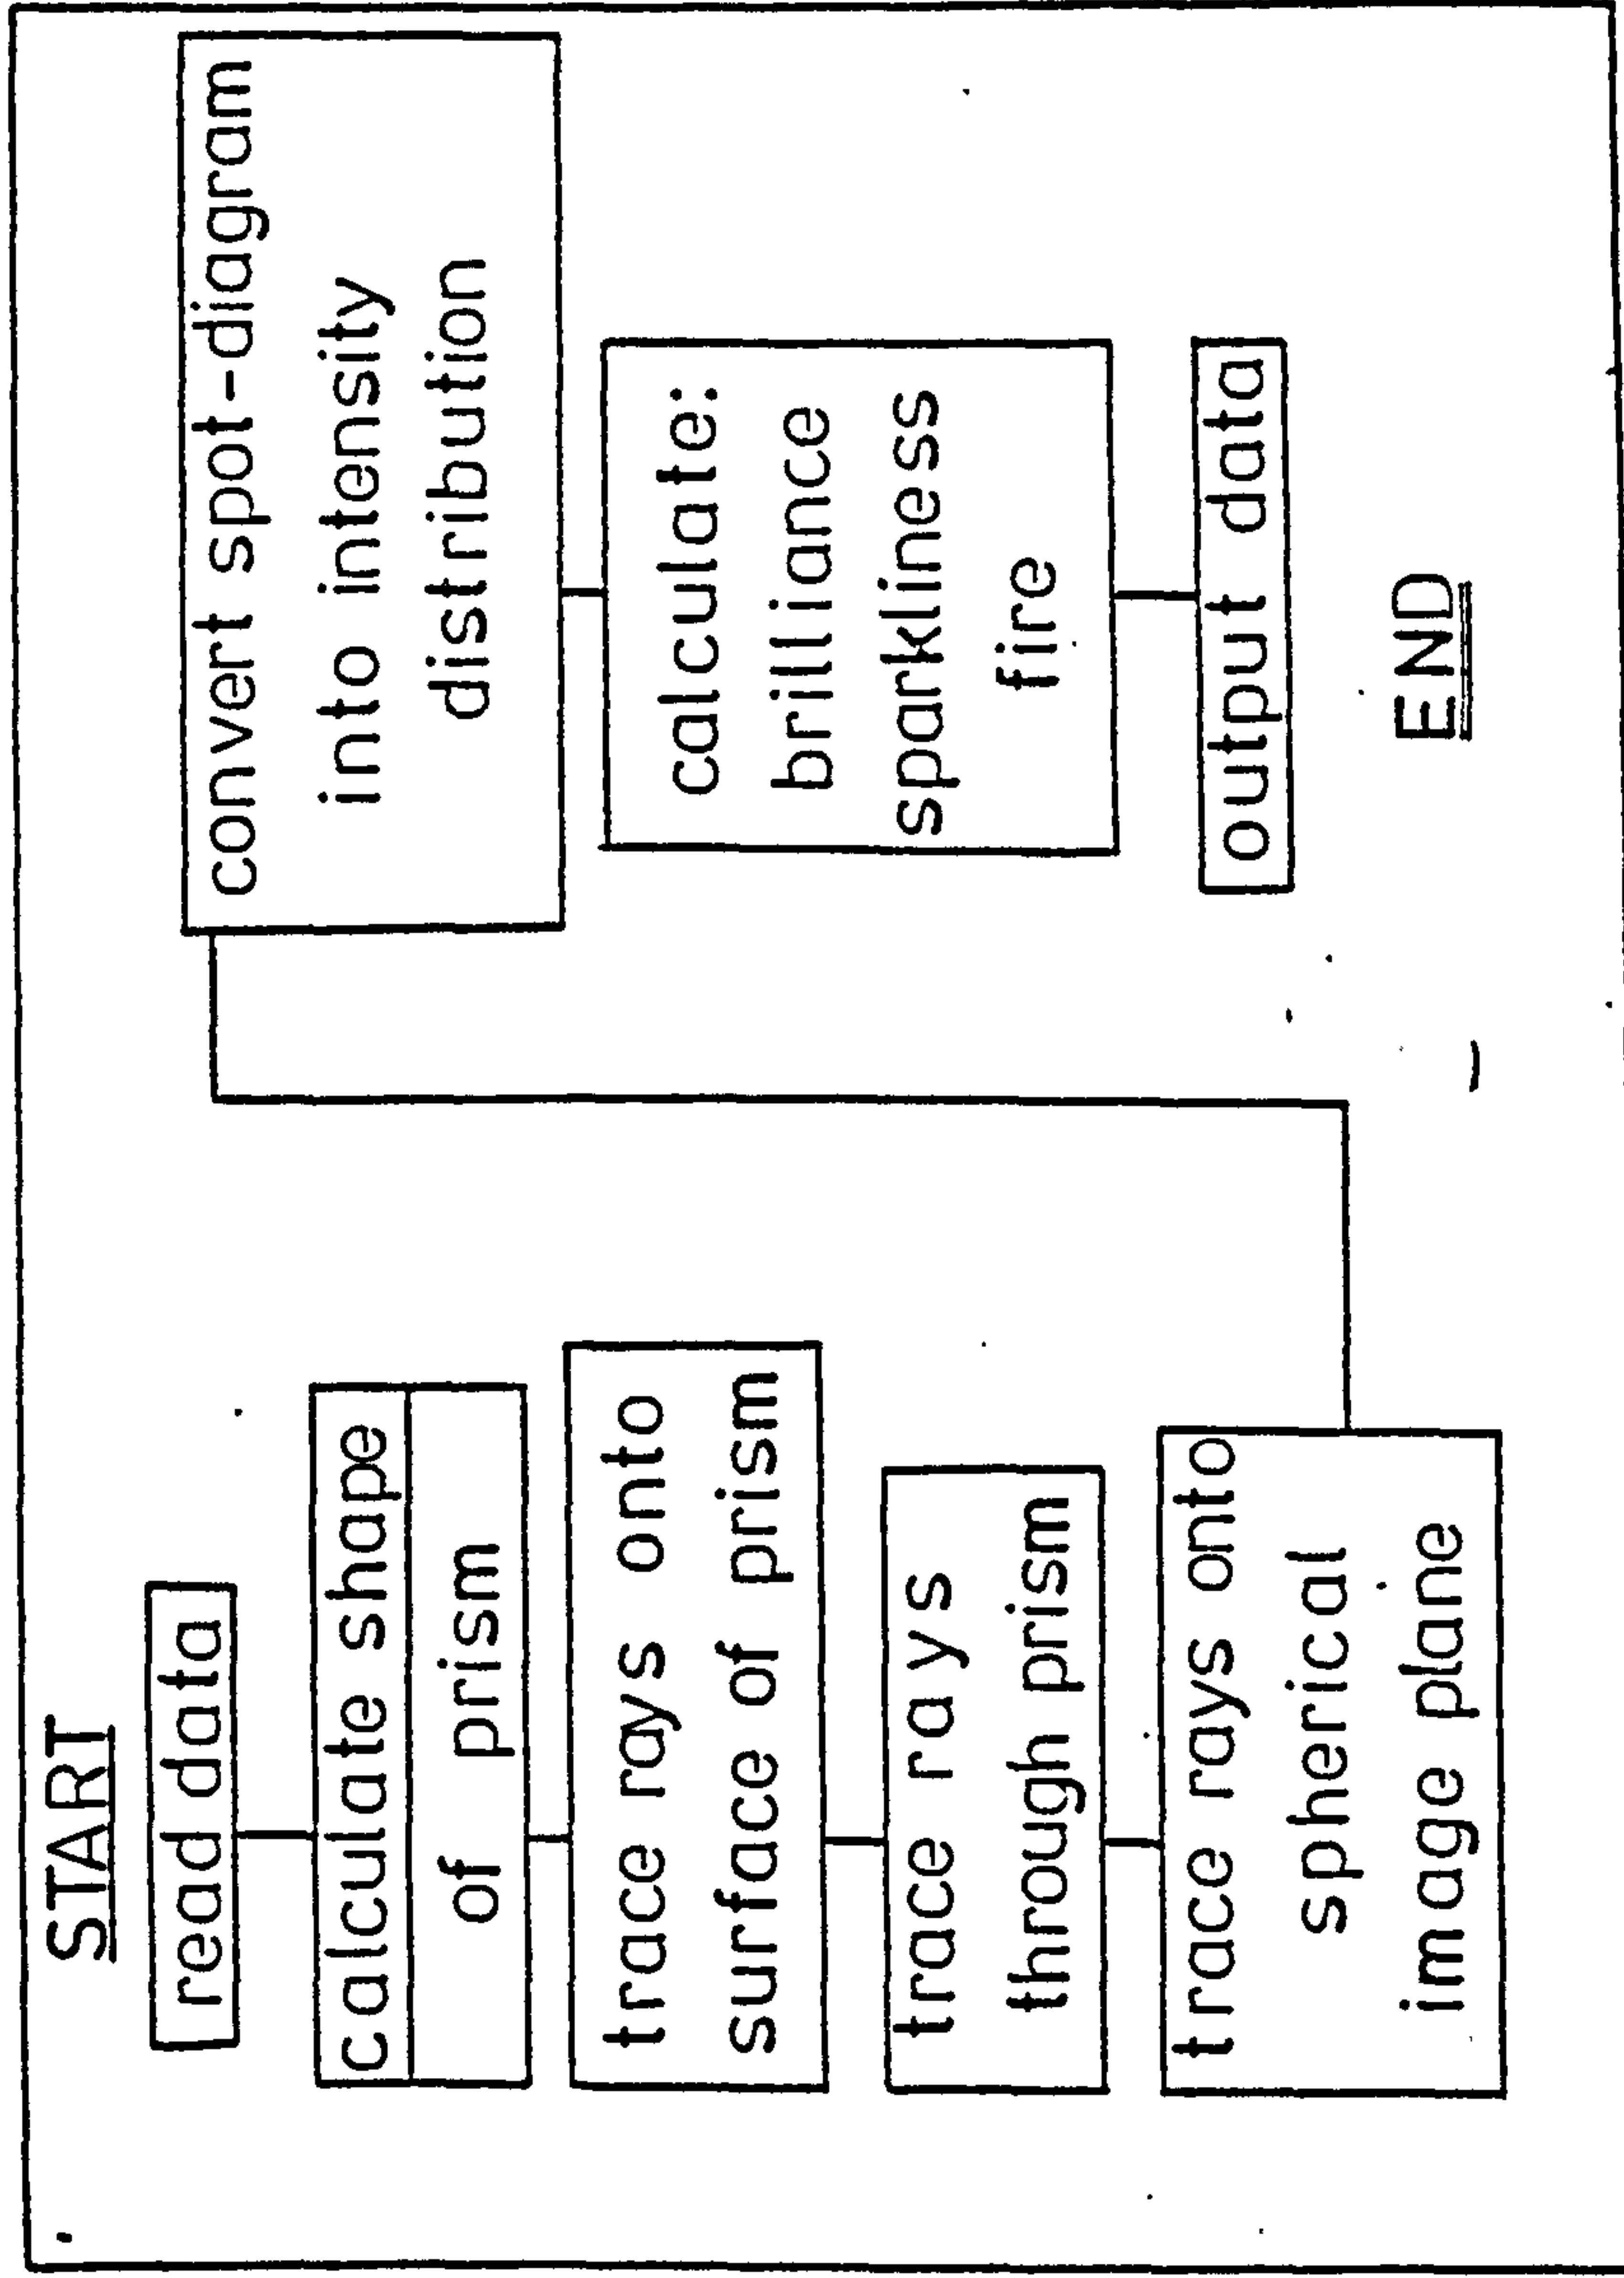 START
read data
calculate shape
of prism
trace rays onto
surface of prism
trace rays
through prism
trace rays onto
spherical
image plane
convert spot-diagram
into intensity
distribution
calculate:
brilliance
sparkliness
fire
output data
END